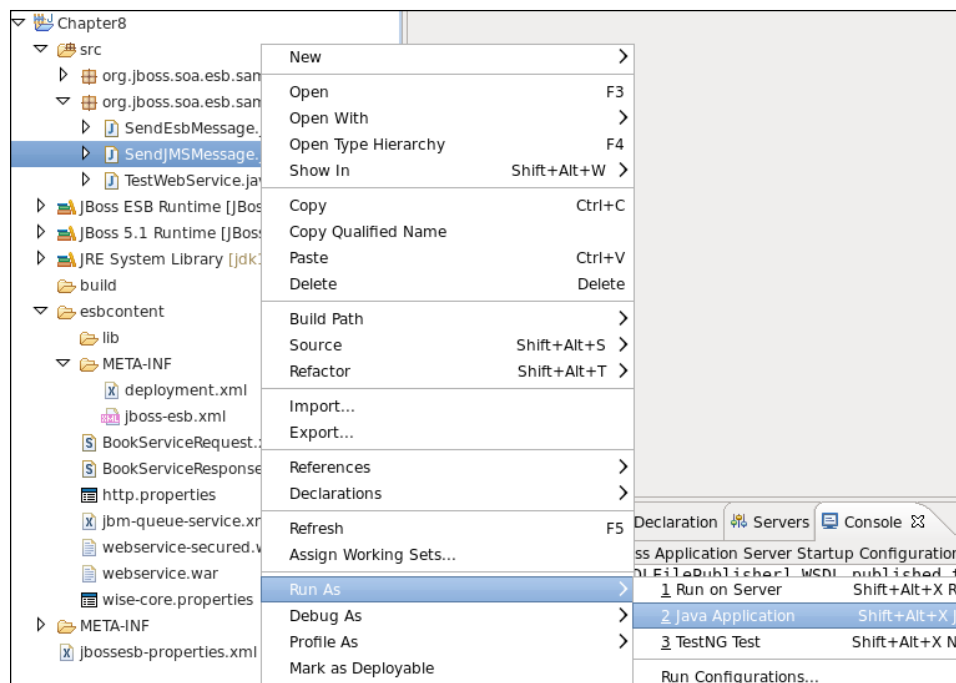 Chapter8
src
org.jboss.soa.esb.sam
org.jboss.soa.esb.sam
SendEsbMessage.j
SendJMSMessage.j
TestWebService.jav
JBoss ESB Runtime [JBos
JBoss 5.1 Runtime [JBoss
JRE System Library [jdk1
build
esbcontent
lib
META-INF
deployment.xml
jboss-esb.xml
BookServiceRequest.x
BookServiceResponse
http.properties
jbm-queue-service.xm
webservice-secured.w
webservice.war
wise-core.properties
META-INF
jbossesb-properties.xml
New
Open F3
Open With
Open Type Hierarchy F4
Show In Shift+Alt+W
Copy Ctrl+C
Copy Qualified Name
Paste Ctrl+V
Delete Delete
Build Path
Source Shift+Alt+S
Refactor Shift+Alt+T
Import...
Export...
References
Declarations
Refresh F5
Assign Working Sets...
Run As
Debug As
Profile As
Mark as Deployable
Declaration Servers Console
ss Application Server Startup Configuration
WSDL published
1 Run on Server Shift+Alt+X R
2 Java Application Shift+Alt+X J
3 TestNG Test Shift+Alt+X N
Run Configurations...